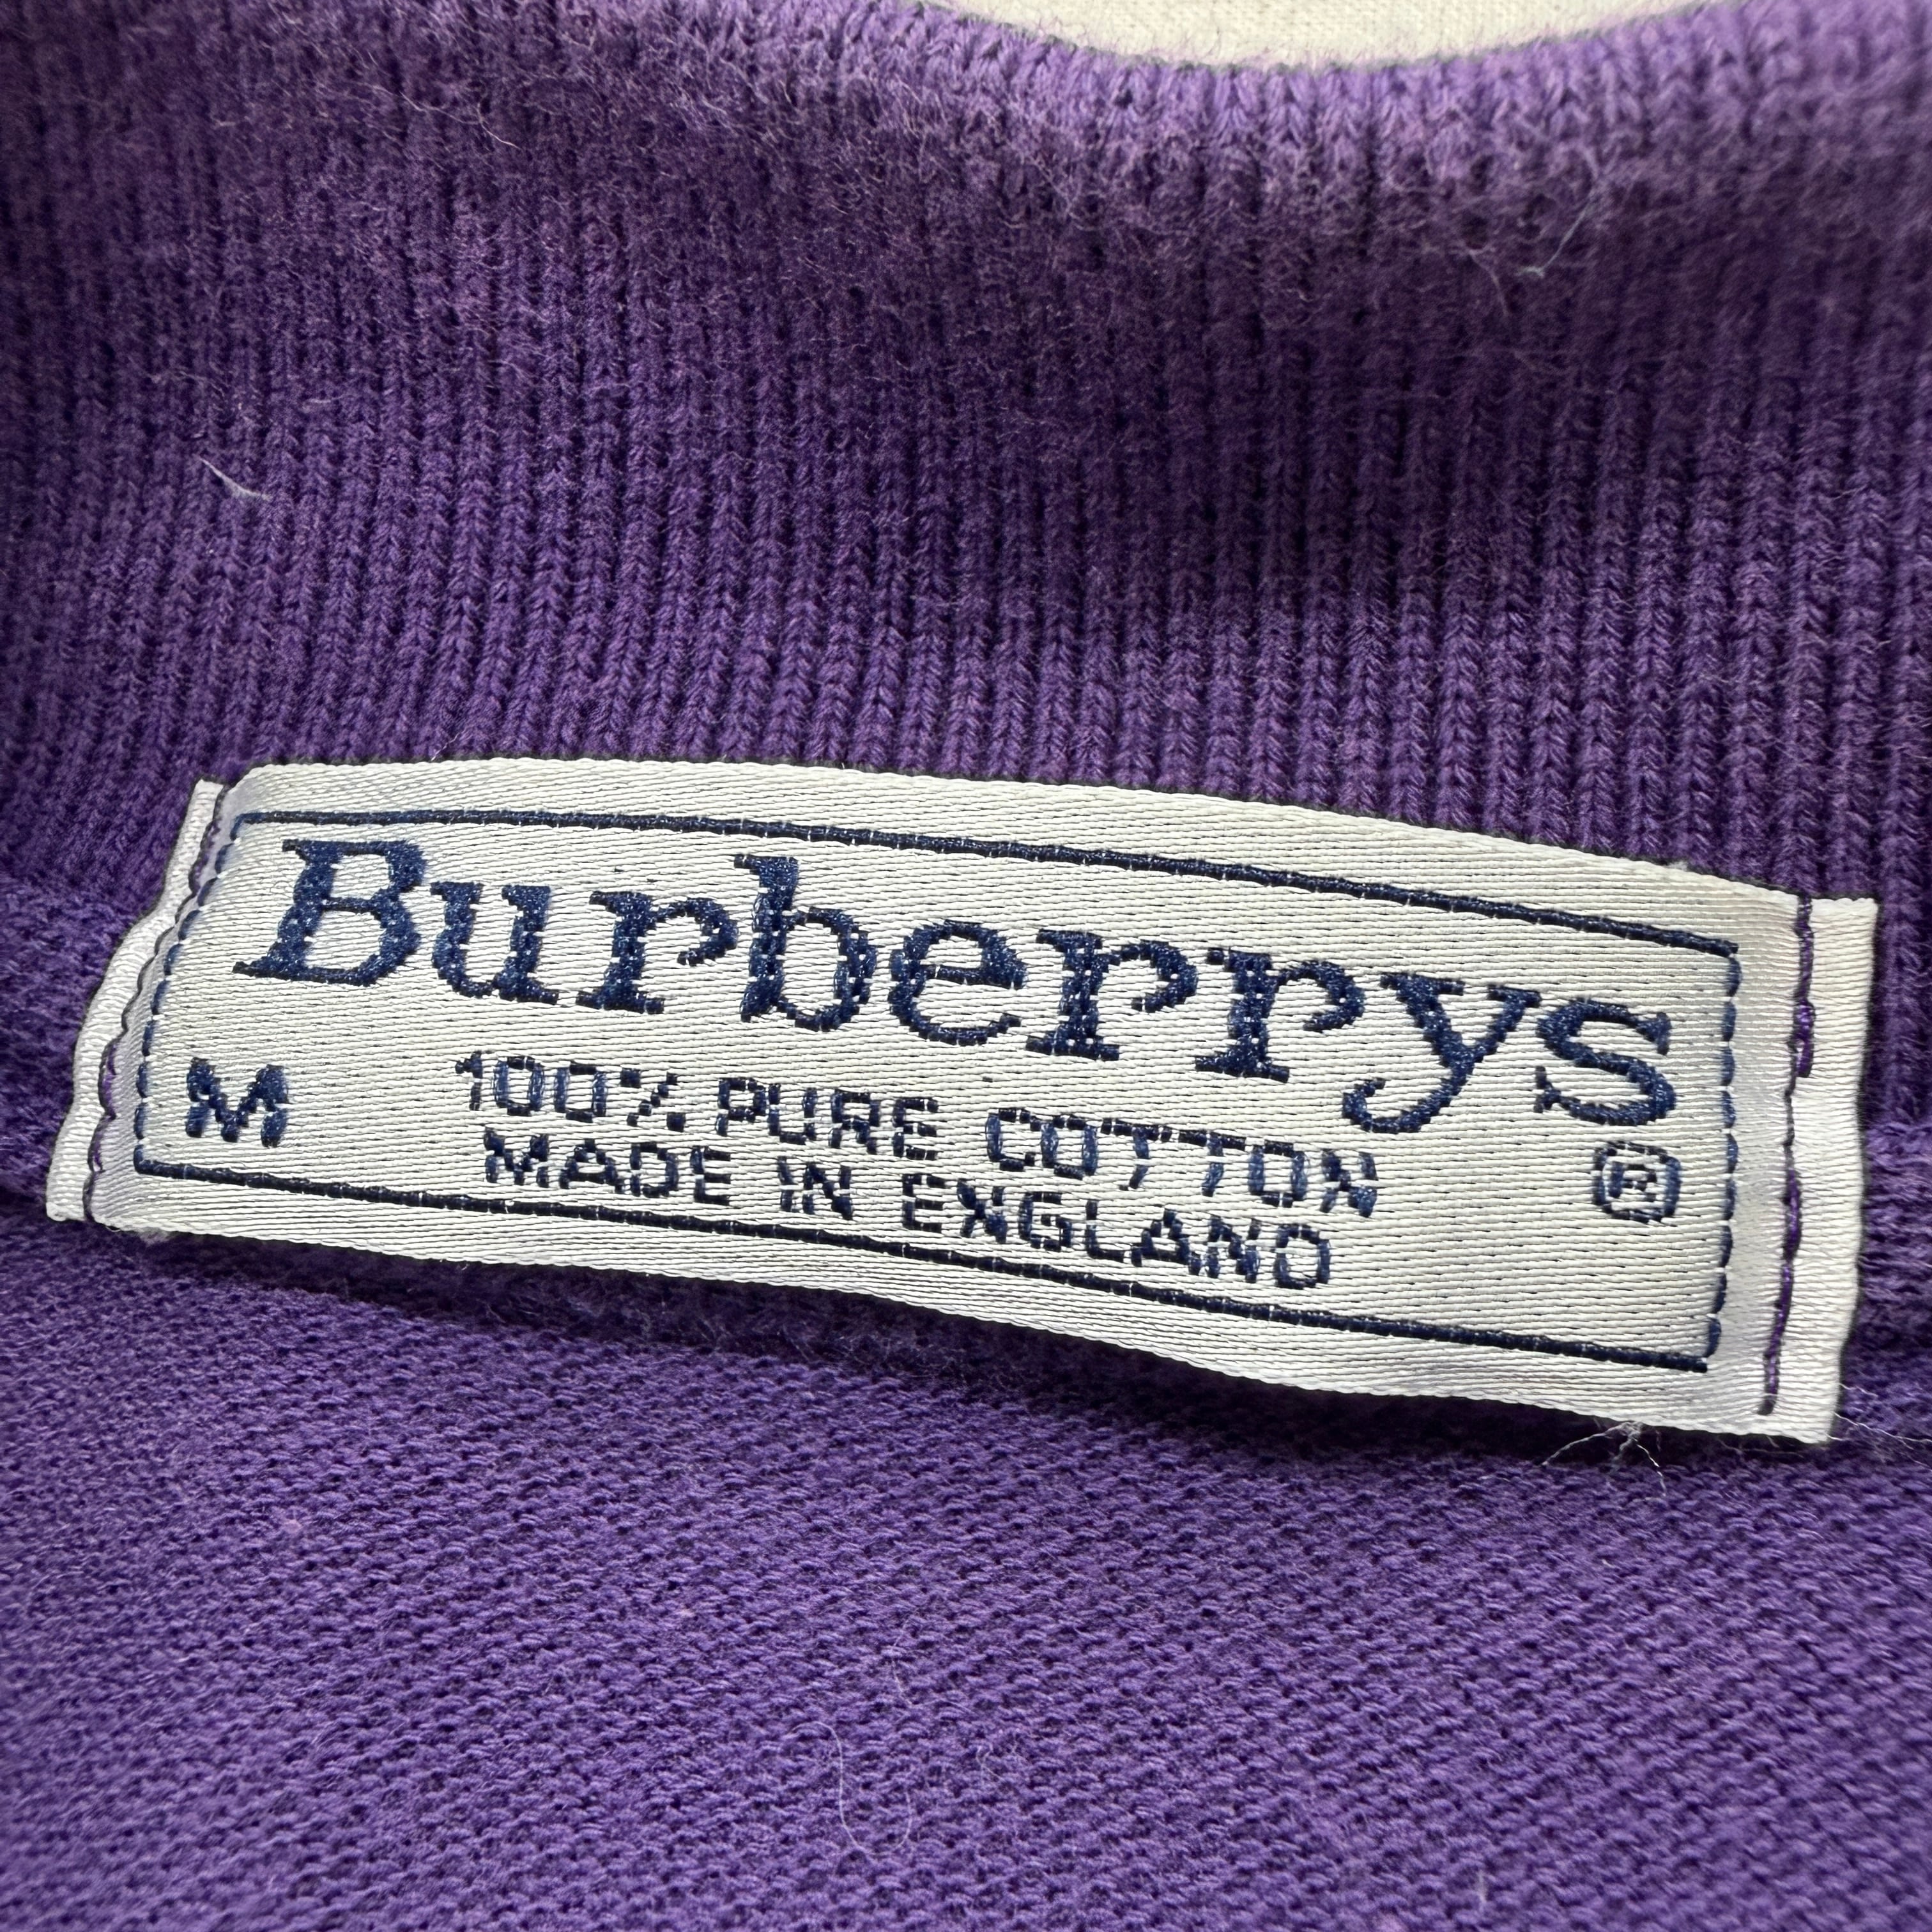 Burberrys
M 100% PURE COTTON ®
MADE IN ENGLAND